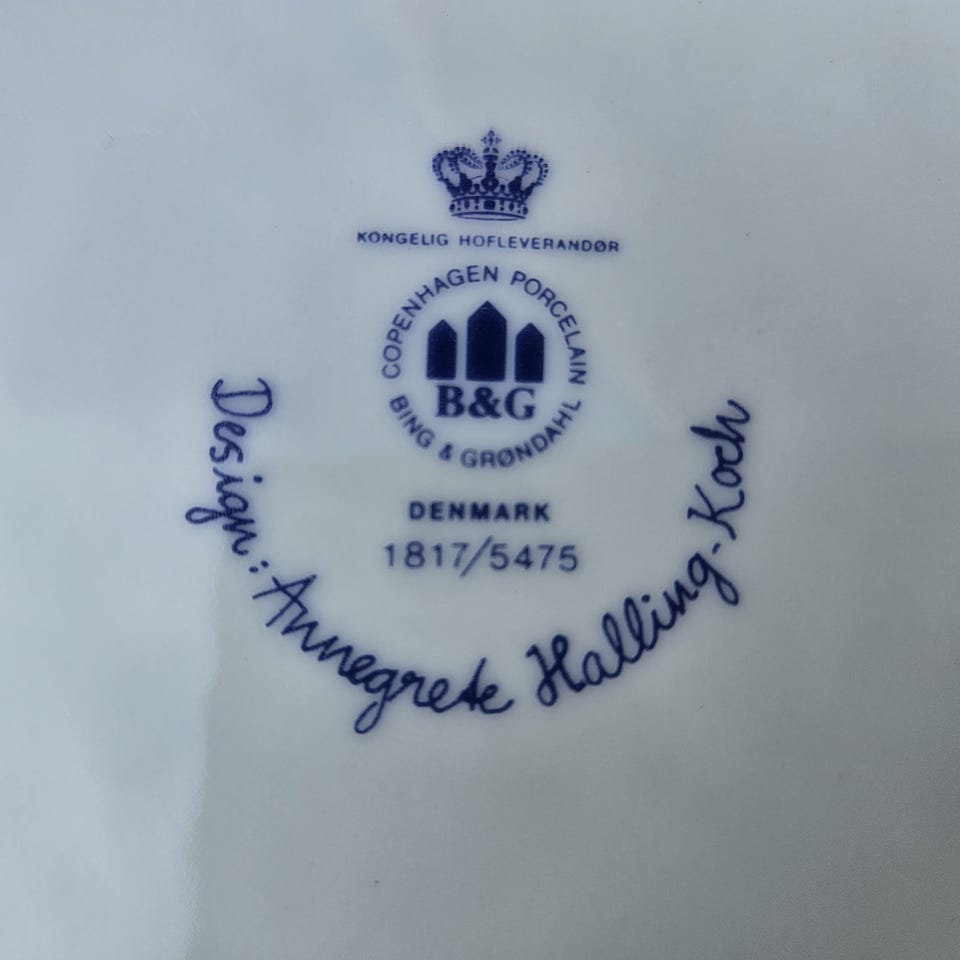 KONGELIG HOFLEVERANDØR
COPENHAGEN PORCELAIN
B&G
BING & GRØNDAHL
DENMARK
1817/5475
Design: Annegrete Halling-Koch